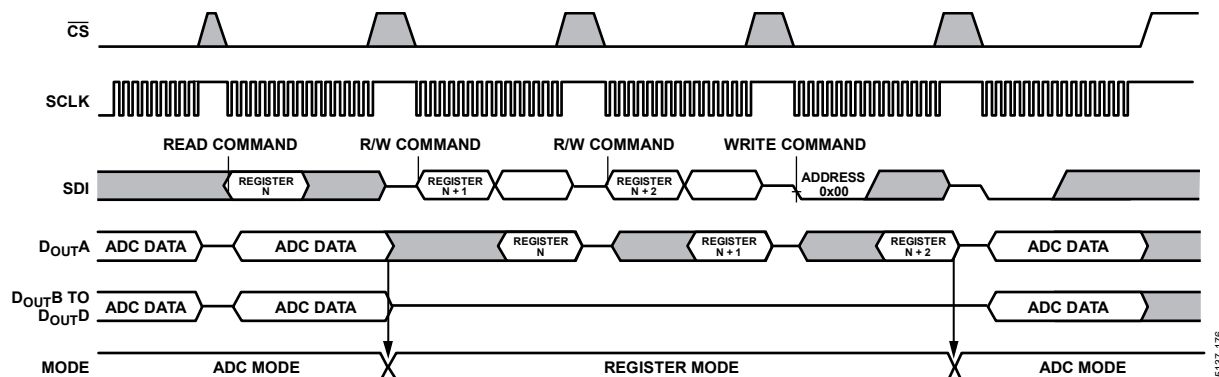 CS
SCLK
READ COMMAND R/W COMMAND R/W COMMAND WRITE COMMAND
SDI REGISTER N REGISTER N + 1 REGISTER N + 2 ADDRESS 0x00
DOUTA ADC DATA ADC DATA REGISTER N REGISTER N + 1 REGISTER N + 2 ADC DATA
DOUTB TO DOUTD ADC DATA ADC DATA ADC DATA
MODE ADC MODE REGISTER MODE ADC MODE